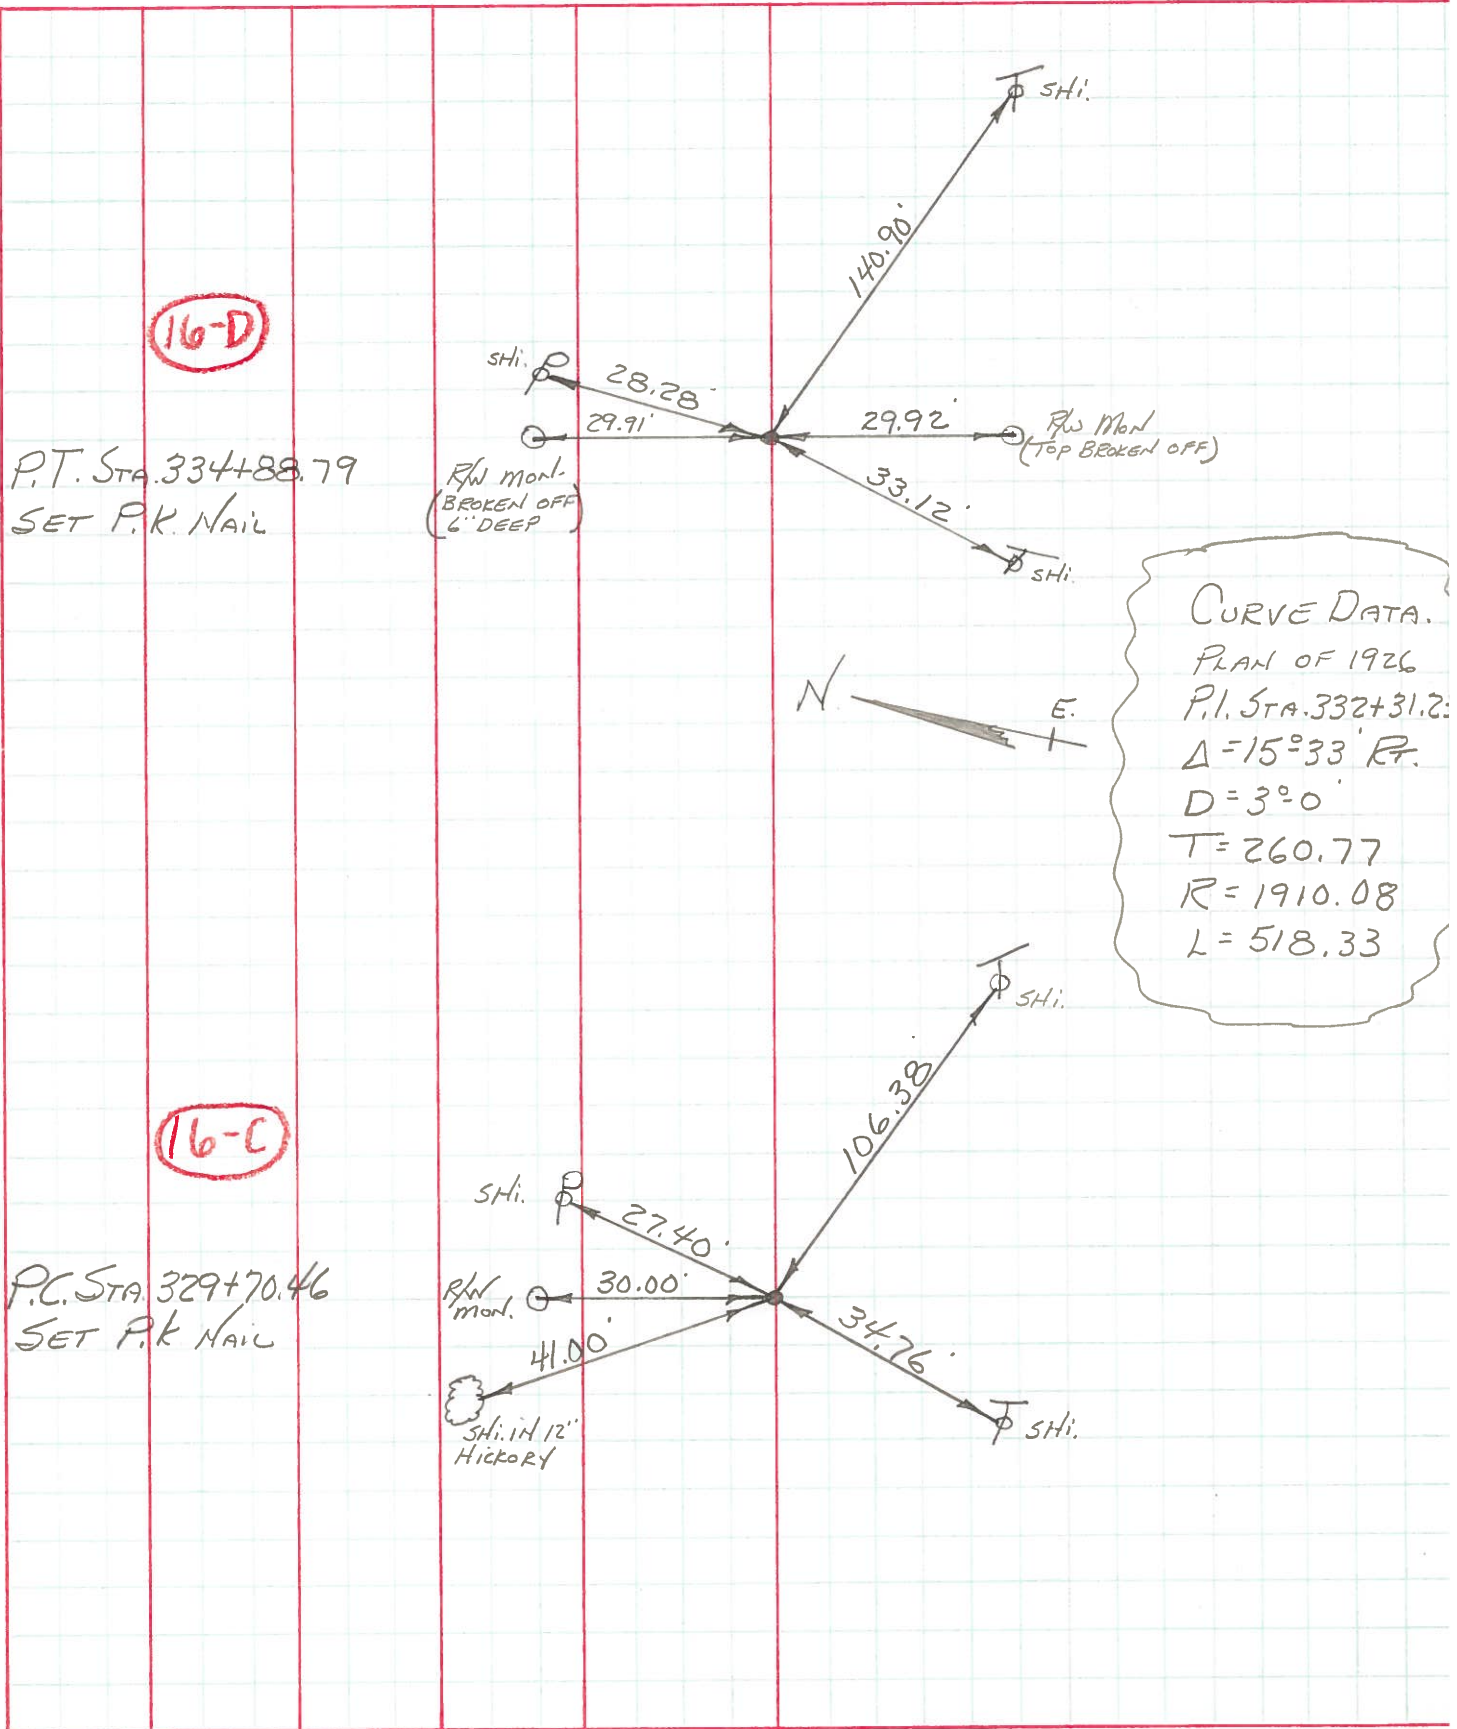 SHi.
140.90'
16-D
SHi.
28.28'
29.91'
29.92'
R/W MON
(TOP BROKEN OFF)
P.T. STA. 334+88.79
SET P.K. NAIL
R/W MON.
(BROKEN OFF
6" DEEP)
33.12'
SHi.
CURVE DATA.
PLAN OF 1926
P.I. STA. 332+31.2
Δ = 15°-33' RT.
D = 3°-0'
T = 260.77
R = 1910.08
L = 518.33
N
E.
SHi.
106.38'
16-C
SHi.
27.40'
P.C. STA. 329+70.46
SET P.K NAIL
R/W
MON.
30.00'
41.00'
34.76'
SHi. IN 12"
HICKORY
SHi.